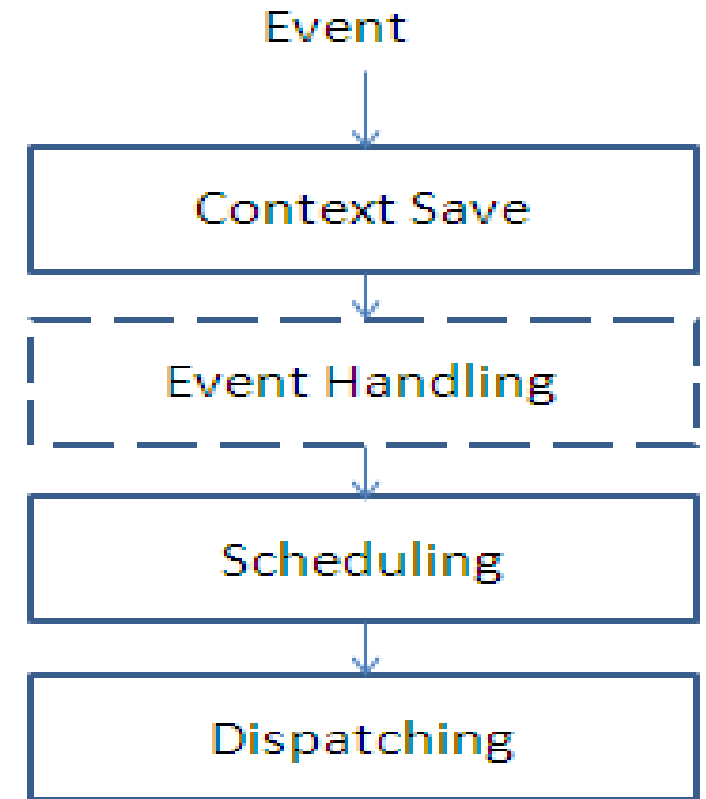 Event
Context Save
Event Handling
Scheduling
Dispatching